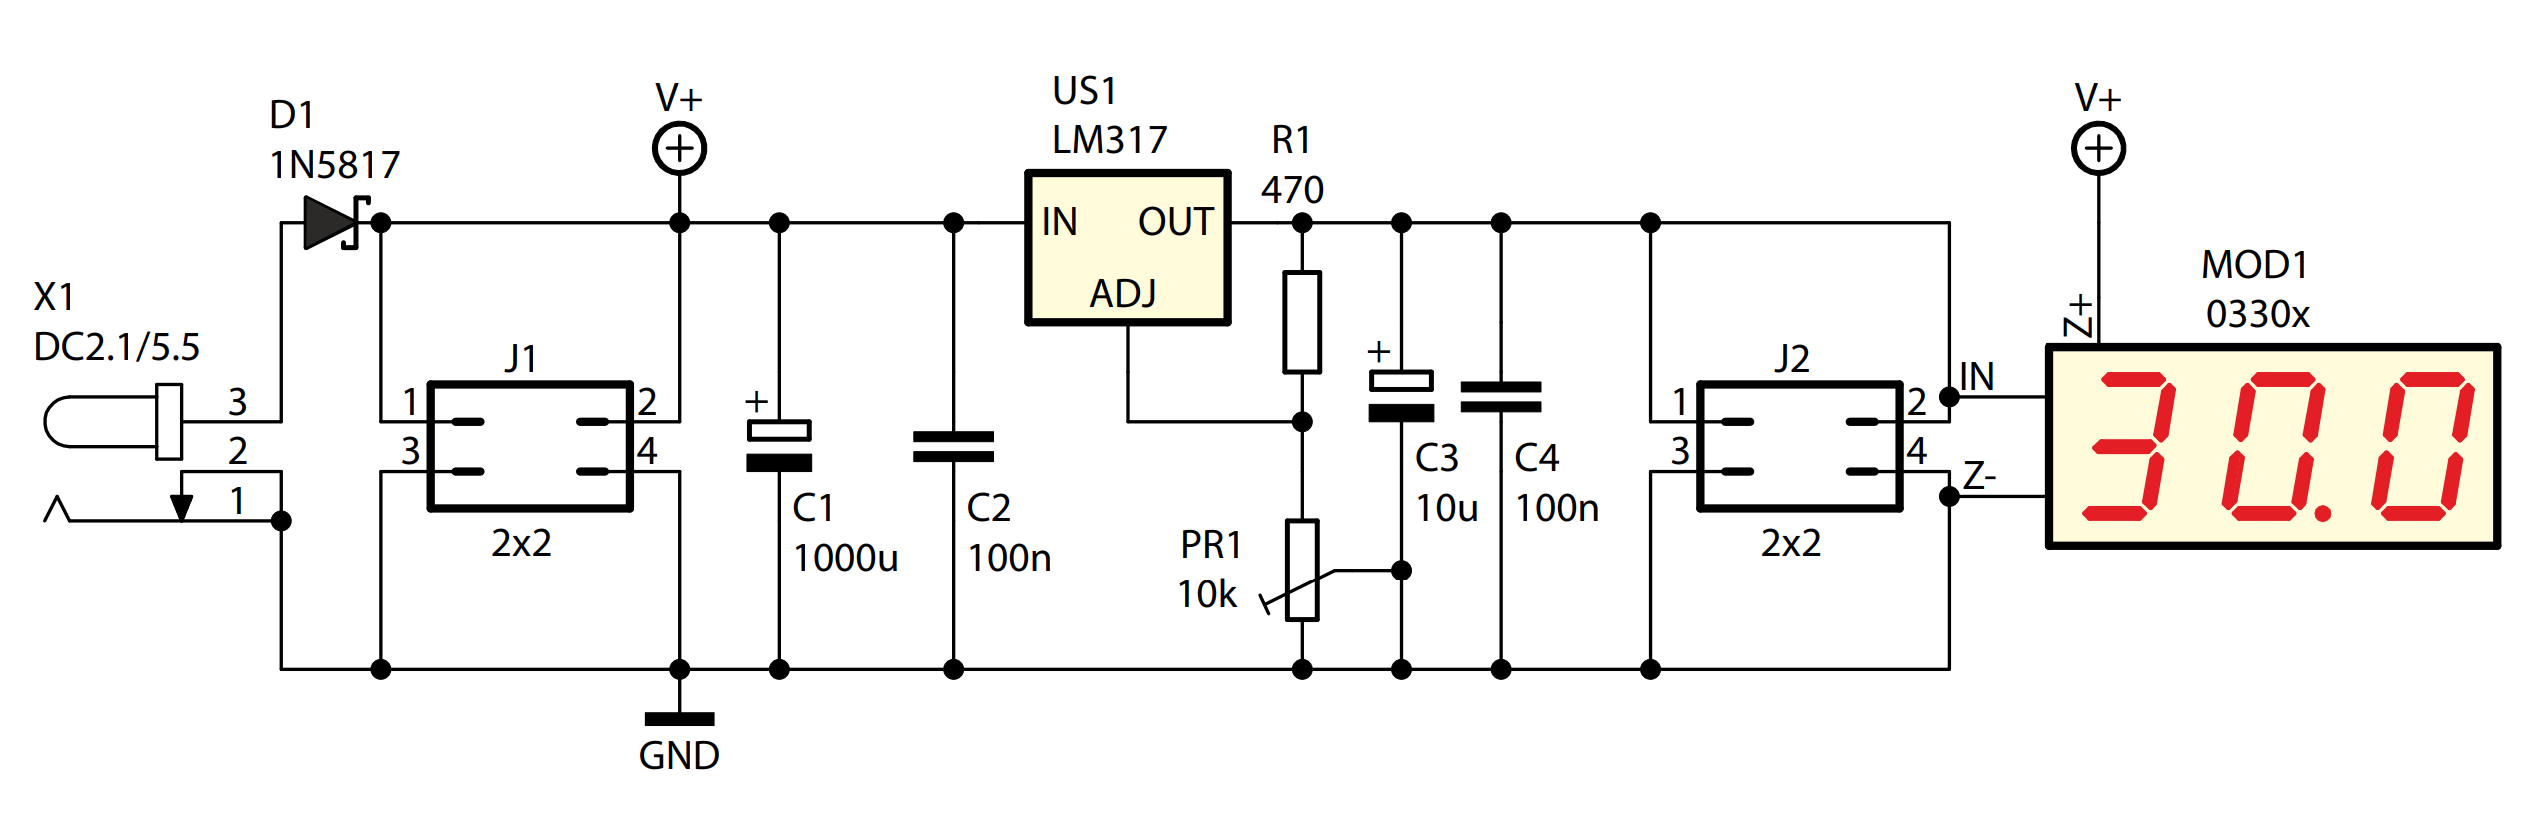 D1
1N5817
V+
US1
LM317
R1
470
V+
IN
OUT
ADJ
X1
DC2.1/5.5
3
2
1
J1
1
2
3
4
2x2
+
C1
1000u
C2
100n
PR1
10k
+
C3
10u
C4
100n
J2
1
2
3
4
2x2
IN
Z-
Z+
MOD1
0330x
30.0
GND